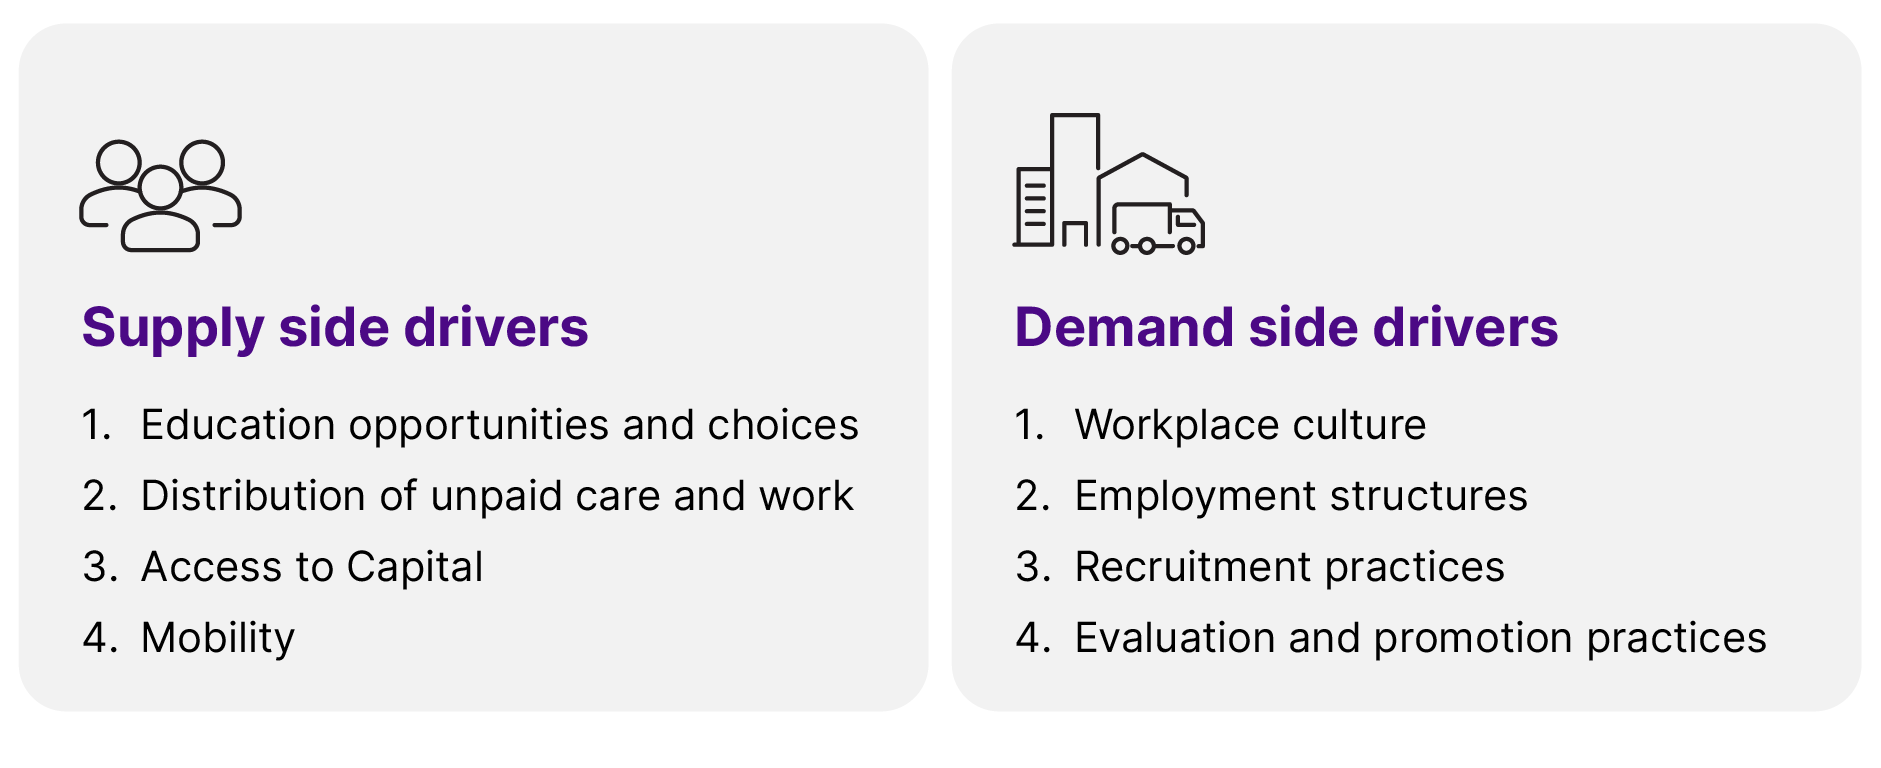 Supply side drivers
1. Education opportunities and choices
2. Distribution of unpaid care and work
3. Access to Capital
4. Mobility
Demand side drivers
1. Workplace culture
2. Employment structures
3. Recruitment practices
4. Evaluation and promotion practices